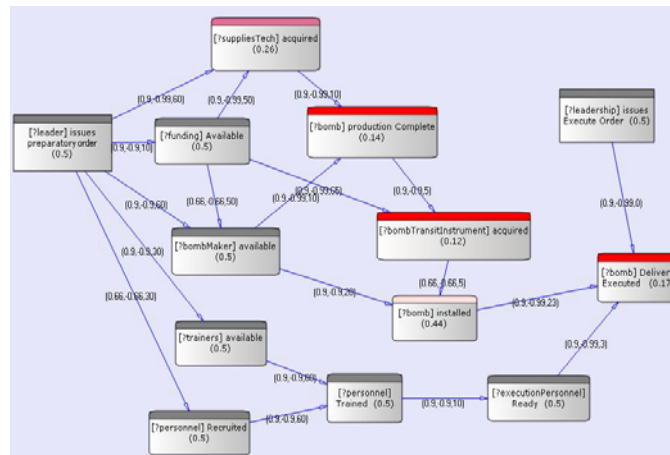 [?suppliesTech] acquired
(0.26)
(0.9,-0.99,60)
(0.9,-0.99,50)
(0.9,-0.99,10)
[?leadership] issues
Execute Order (0.5)
[?leader] issues
preparatory order
(0.5)
(0.9,-0.9,10)
[?funding] Available
(0.5)
[?bomb] production Complete
(0.14)
(0.9,-0.9,60)
(0.66,-0.66,50)
(0.9,-0.99,10)
(0.9,-0.9,5)
(0.9,-0.99,0)
[?bombTransitInstrument] acquired
(0.12)
(0.9,-0.9,30)
[?bombMaker] available
(0.5)
(0.66,-0.66,30)
(0.9,-0.9,20)
(0.66,-0.66,5)
[?bomb] Deliver
Executed (0.17
[?bomb] installed
(0.44)
(0.9,-0.99,23)
[?trainers] available
(0.5)
(0.9,-0.99,3)
(0.9,-0.9,60)
[?personnel]
Trained (0.5)
(0.9,-0.9,10)
[?executionPersonnel]
Ready (0.5)
[?personnel] Recruited
(0.5)
(0.9,-0.9,60)